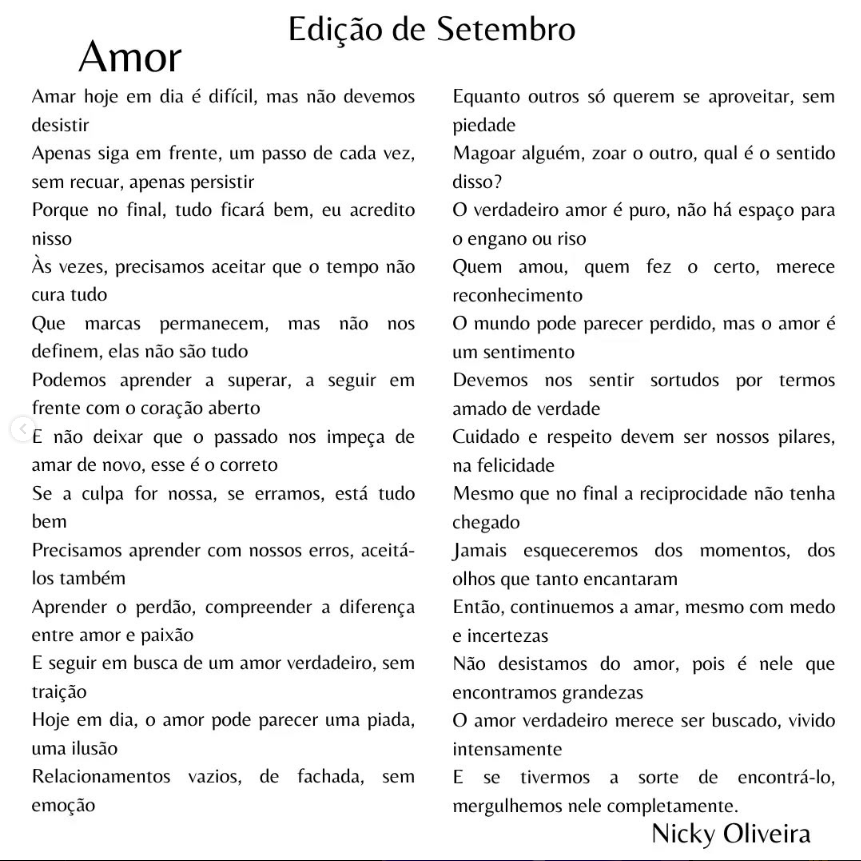 Edição de Setembro
Amor
Amar hoje em dia é difícil, mas não devemos
desistir
Apenas siga em frente, um passo de cada vez,
sem recuar, apenas persistir
Porque no final, tudo ficará bem, eu acredito
nisso
Às vezes, precisamos aceitar que o tempo não
cura tudo
Que marcas permanecem, mas não nos
definem, elas não são tudo
Podemos aprender a superar, a seguir em
frente com o coração aberto
E não deixar que o passado nos impeça de
amar de novo, esse é o correto
Se a culpa for nossa, se erramos, está tudo
bem
Precisamos aprender com nossos erros, aceitá-
los também
Aprender o perdão, compreender a diferença
entre amor e paixão
E seguir em busca de um amor verdadeiro, sem
traição
Hoje em dia, o amor pode parecer uma piada,
uma ilusão
Relacionamentos vazios, de fachada, sem
emoção
Equanto outros só querem se aproveitar, sem
piedade
Magoar alguém, zoar o outro, qual é o sentido
disso?
O verdadeiro amor é puro, não há espaço para
o engano ou riso
Quem amou, quem fez o certo, merece
reconhecimento
O mundo pode parecer perdido, mas o amor é
um sentimento
Devemos nos sentir sortudos por termos
amado de verdade
Cuidado e respeito devem ser nossos pilares,
na felicidade
Mesmo que no final a reciprocidade não tenha
chegado
Jamais esqueceremos dos momentos, dos
olhos que tanto encantaram
Então, continuemos a amar, mesmo com medo
e incertezas
Não desistamos do amor, pois é nele que
encontramos grandezas
O amor verdadeiro merece ser buscado, vivido
intensamente
E se tivermos a sorte de encontrá-lo,
mergulhemos nele completamente.
Nicky Oliveira